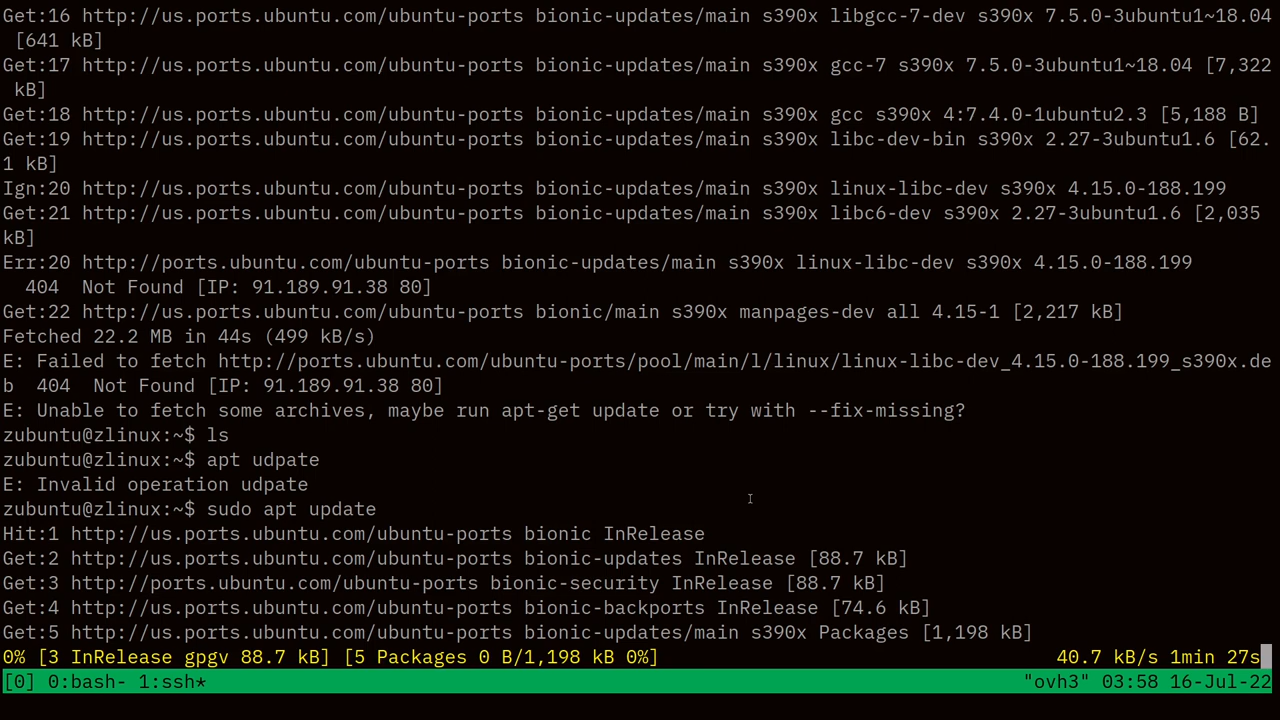 Get:16 http://us.ports.ubuntu.com/ubuntu-ports bionic-updates/main s390x libgcc-7-dev s390x 7.5.0-3ubuntu1~18.04
 [641 kB]
Get:17 http://us.ports.ubuntu.com/ubuntu-ports bionic-updates/main s390x gcc-7 s390x 7.5.0-3ubuntu1~18.04 [7,322
 kB]
Get:18 http://us.ports.ubuntu.com/ubuntu-ports bionic-updates/main s390x gcc s390x 4:7.4.0-1ubuntu2.3 [5,188 B]
Get:19 http://us.ports.ubuntu.com/ubuntu-ports bionic-updates/main s390x libc-dev-bin s390x 2.27-3ubuntu1.6 [62.
1 kB]
Ign:20 http://us.ports.ubuntu.com/ubuntu-ports bionic-updates/main s390x linux-libc-dev s390x 4.15.0-188.199
Get:21 http://us.ports.ubuntu.com/ubuntu-ports bionic-updates/main s390x libc6-dev s390x 2.27-3ubuntu1.6 [2,035
kB]
Err:20 http://ports.ubuntu.com/ubuntu-ports bionic-updates/main s390x linux-libc-dev s390x 4.15.0-188.199
  404  Not Found [IP: 91.189.91.38 80]
Get:22 http://us.ports.ubuntu.com/ubuntu-ports bionic/main s390x manpages-dev all 4.15-1 [2,217 kB]
Fetched 22.2 MB in 44s (499 kB/s)
E: Failed to fetch http://ports.ubuntu.com/ubuntu-ports/pool/main/l/linux/linux-libc-dev_4.15.0-188.199_s390x.de
b  404  Not Found [IP: 91.189.91.38 80]
E: Unable to fetch some archives, maybe run apt-get update or try with --fix-missing?
zubuntu@zlinux:~$ ls
zubuntu@zlinux:~$ apt udpate
E: Invalid operation udpate
zubuntu@zlinux:~$ sudo apt update
Hit:1 http://us.ports.ubuntu.com/ubuntu-ports bionic InRelease
Get:2 http://us.ports.ubuntu.com/ubuntu-ports bionic-updates InRelease [88.7 kB]
Get:3 http://ports.ubuntu.com/ubuntu-ports bionic-security InRelease [88.7 kB]
Get:4 http://us.ports.ubuntu.com/ubuntu-ports bionic-backports InRelease [74.6 kB]
Get:5 http://us.ports.ubuntu.com/ubuntu-ports bionic-updates/main s390x Packages [1,198 kB]
0% [3 InRelease gpgv 88.7 kB] [5 Packages 0 B/1,198 kB 0%] 40.7 kB/s 1min 27s
[0] 0:bash- 1:ssh* "ovh3" 03:58 16-Jul-22